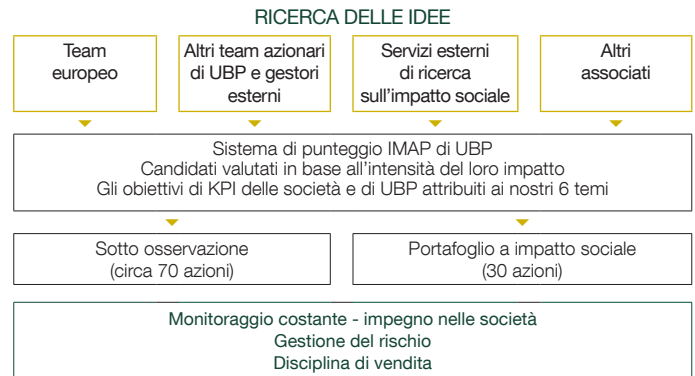 RICERCA DELLE IDEE
Team
europeo
Altri team azionari
di UBP e gestori
esterni
Servizi esterni
di ricerca
sull'impatto sociale
Altri
associati
Sistema di punteggio IMAP di UBP
Candidati valutati in base all'intensità del loro impatto
Gli obiettivi di KPI delle società e di UBP attribuiti ai nostri 6 temi
Sotto osservazione
(circa 70 azioni)
Portafoglio a impatto sociale
(30 azioni)
Monitoraggio costante - impegno nelle società
Gestione del rischio
Disciplina di vendita